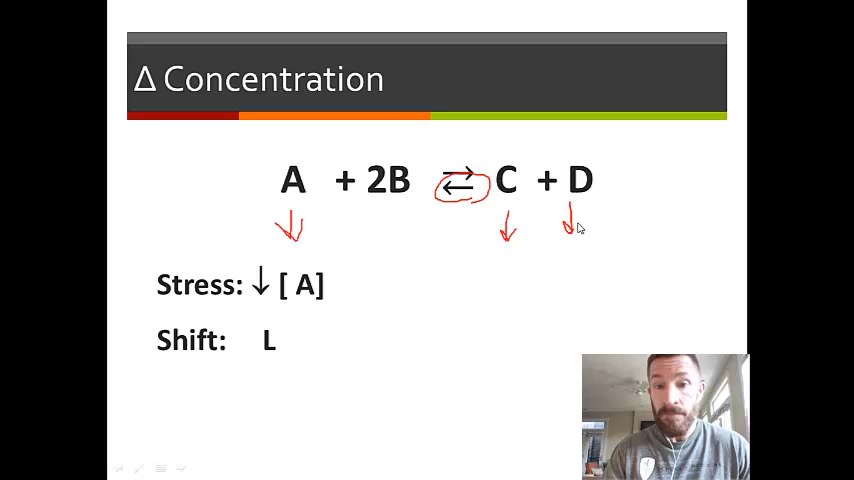 Δ Concentration
A + 2B ⇄ C + D
↓ ↓ ↓
Stress: ↓ [ A]
Shift: L